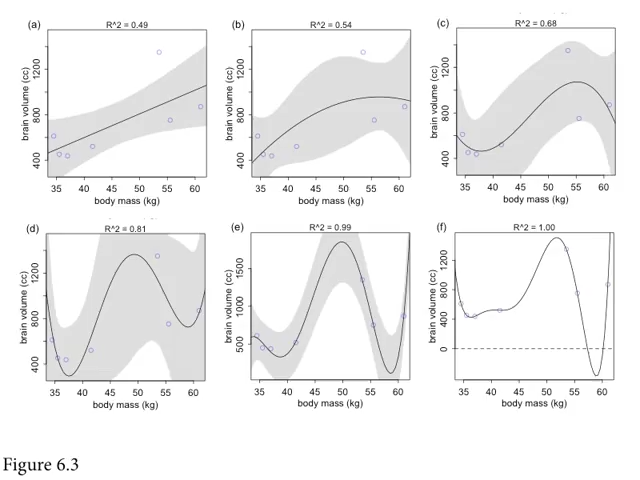 (a) R^2 = 0.49
brain volume (cc)
400 800 1200
35 40 45 50 55 60
body mass (kg)
(b) R^2 = 0.54
brain volume (cc)
400 800 1200
35 40 45 50 55 60
body mass (kg)
(c) R^2 = 0.68
brain volume (cc)
400 800 1200
35 40 45 50 55 60
body mass (kg)
(d) R^2 = 0.81
brain volume (cc)
400 800 1200
35 40 45 50 55 60
body mass (kg)
(e) R^2 = 0.99
brain volume (cc)
500 1000 1500
35 40 45 50 55 60
body mass (kg)
(f) R^2 = 1.00
brain volume (cc)
0 400 800 1200
35 40 45 50 55 60
body mass (kg)
Figure 6.3